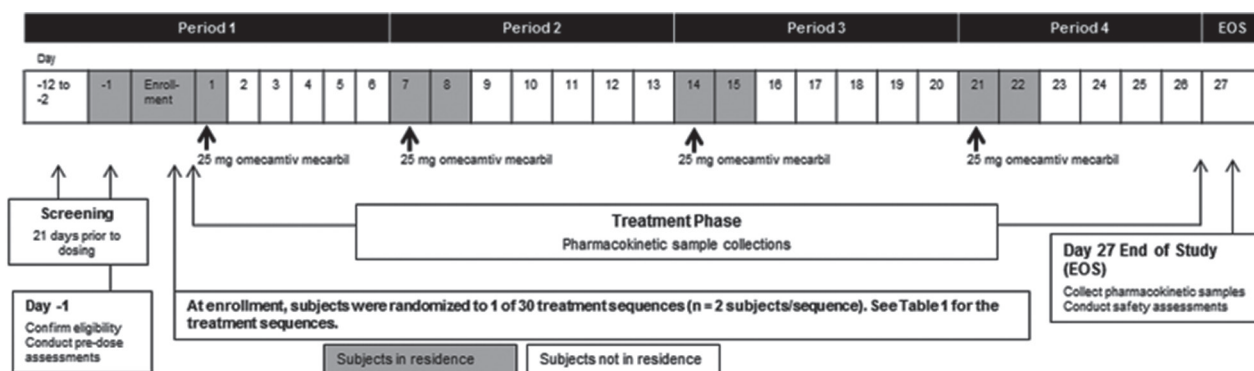 Period 1 Period 2 Period 3 Period 4 EOS
Day
-12 to -1 Enroll- 1 2 3 4 5 6 7 8 9 10 11 12 13 14 15 16 17 18 19 20 21 22 23 24 25 26 27
-2 ment
25 mg omecamtiv mecarbil 25 mg omecamtiv mecarbil 25 mg omecamtiv mecarbil 25 mg omecamtiv mecarbil
Screening
21 days prior to
dosing
Treatment Phase
Pharmacokinetic sample collections
Day 27 End of Study
(EOS)
Collect pharmacokinetic samples
Conduct safety assessments
Day -1
Confirm eligibility
Conduct pre-dose
assessments
At enrollment, subjects were randomized to 1 of 30 treatment sequences (n = 2 subjects/sequence). See Table 1 for the
treatment sequences.
Subjects in residence Subjects not in residence